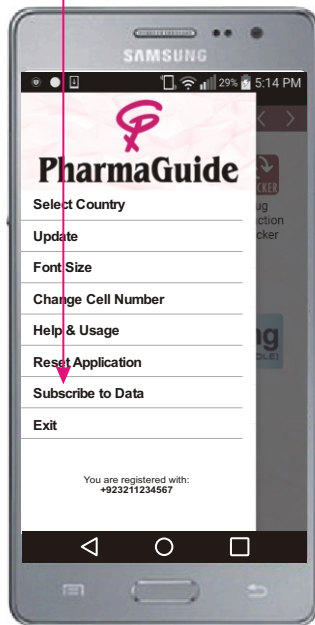 SAMSUNG
29% 5:14 PM
PharmaGuide
Select Country
Update
Font Size
Change Cell Number
Help & Usage
Reset Application
Subscribe to Data
Exit
You are registered with:
+923211234567